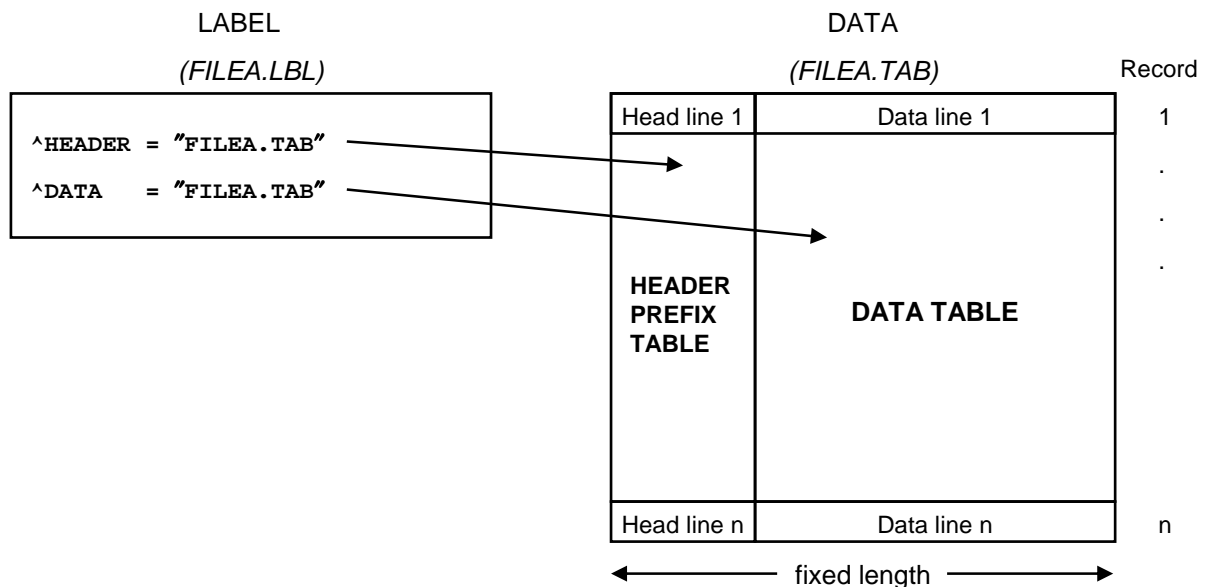 LABEL
(FILEA.LBL)
^HEADER = "FILEA.TAB"
^DATA = "FILEA.TAB"
DATA
(FILEA.TAB)
Record
Head line 1 Data line 1 1
.
.
.
HEADER
PREFIX
TABLE
DATA TABLE
Head line n Data line n n
fixed length